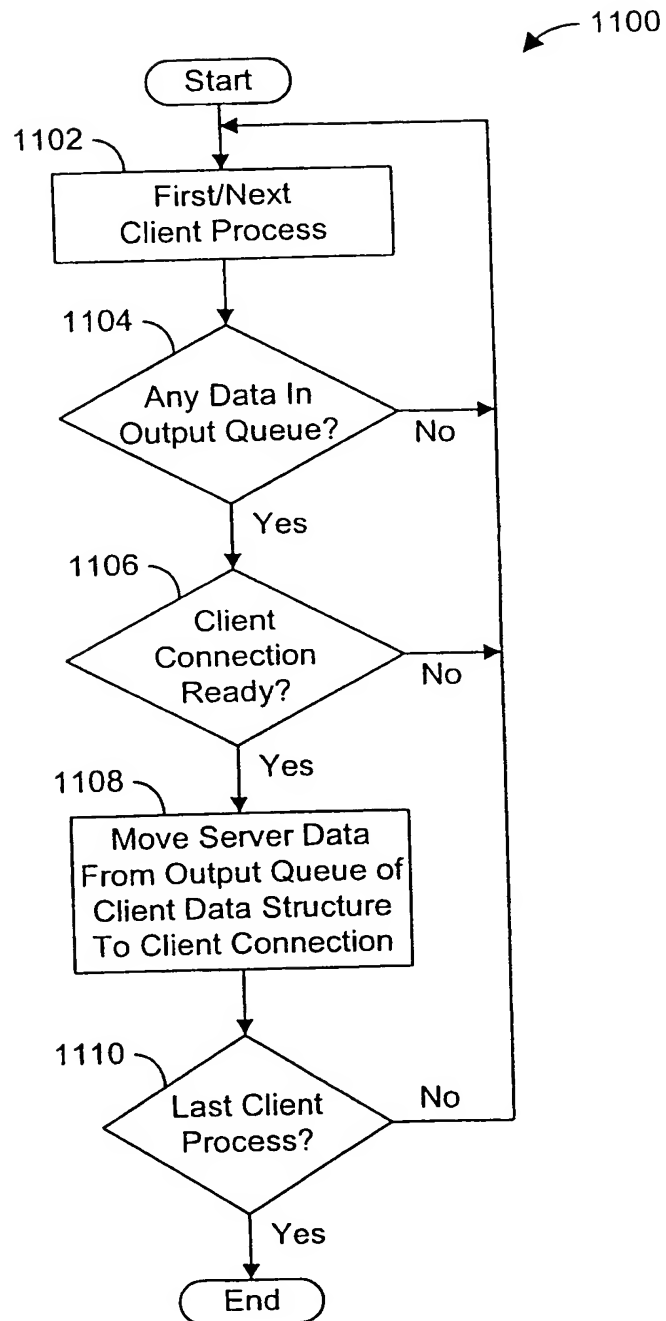 1100
Start
1102
First/Next
Client Process
1104
Any Data In
Output Queue?
No
Yes
1106
Client
Connection
Ready?
No
Yes
1108
Move Server Data
From Output Queue of
Client Data Structure
To Client Connection
1110
Last Client
Process?
No
Yes
End